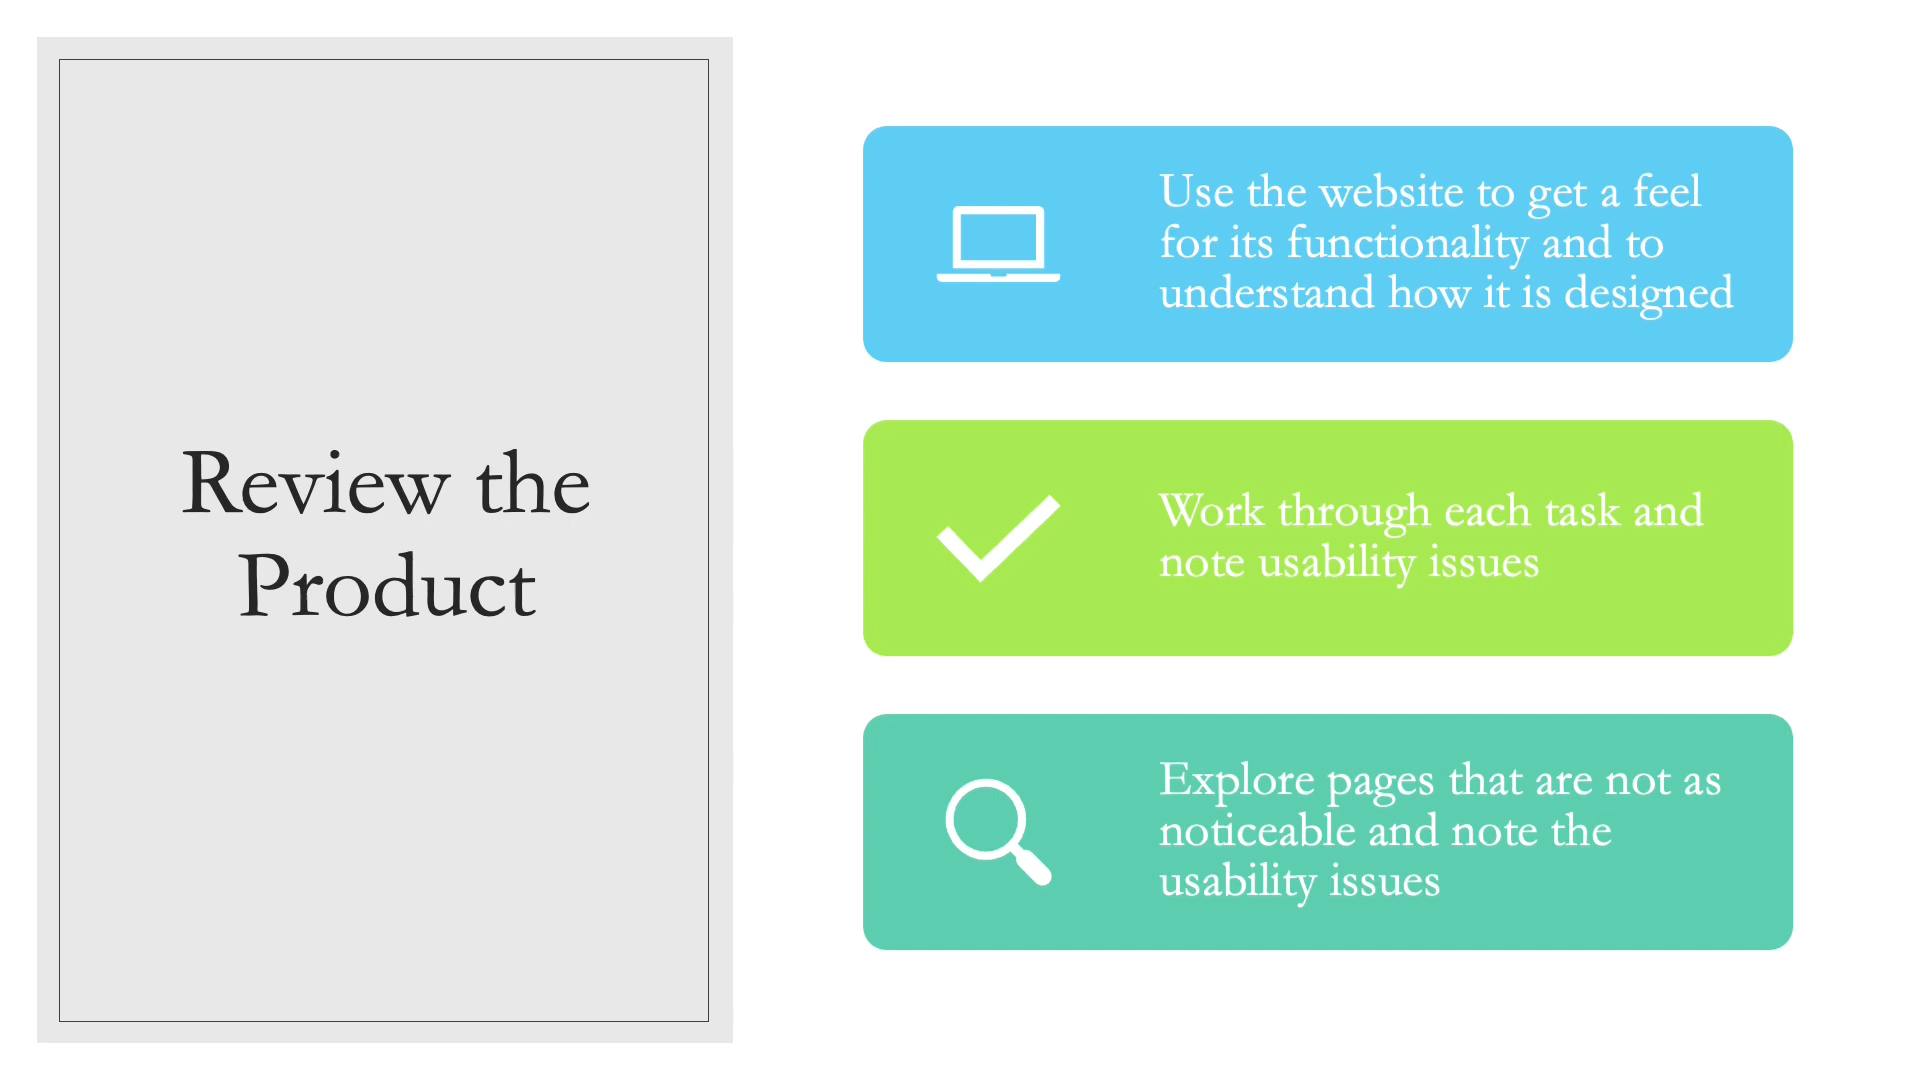 Review the
Product
Use the website to get a feel
for its functionality and to
understand how it is designed
Work through each task and
note usability issues
Explore pages that are not as
noticeable and note the
usability issues